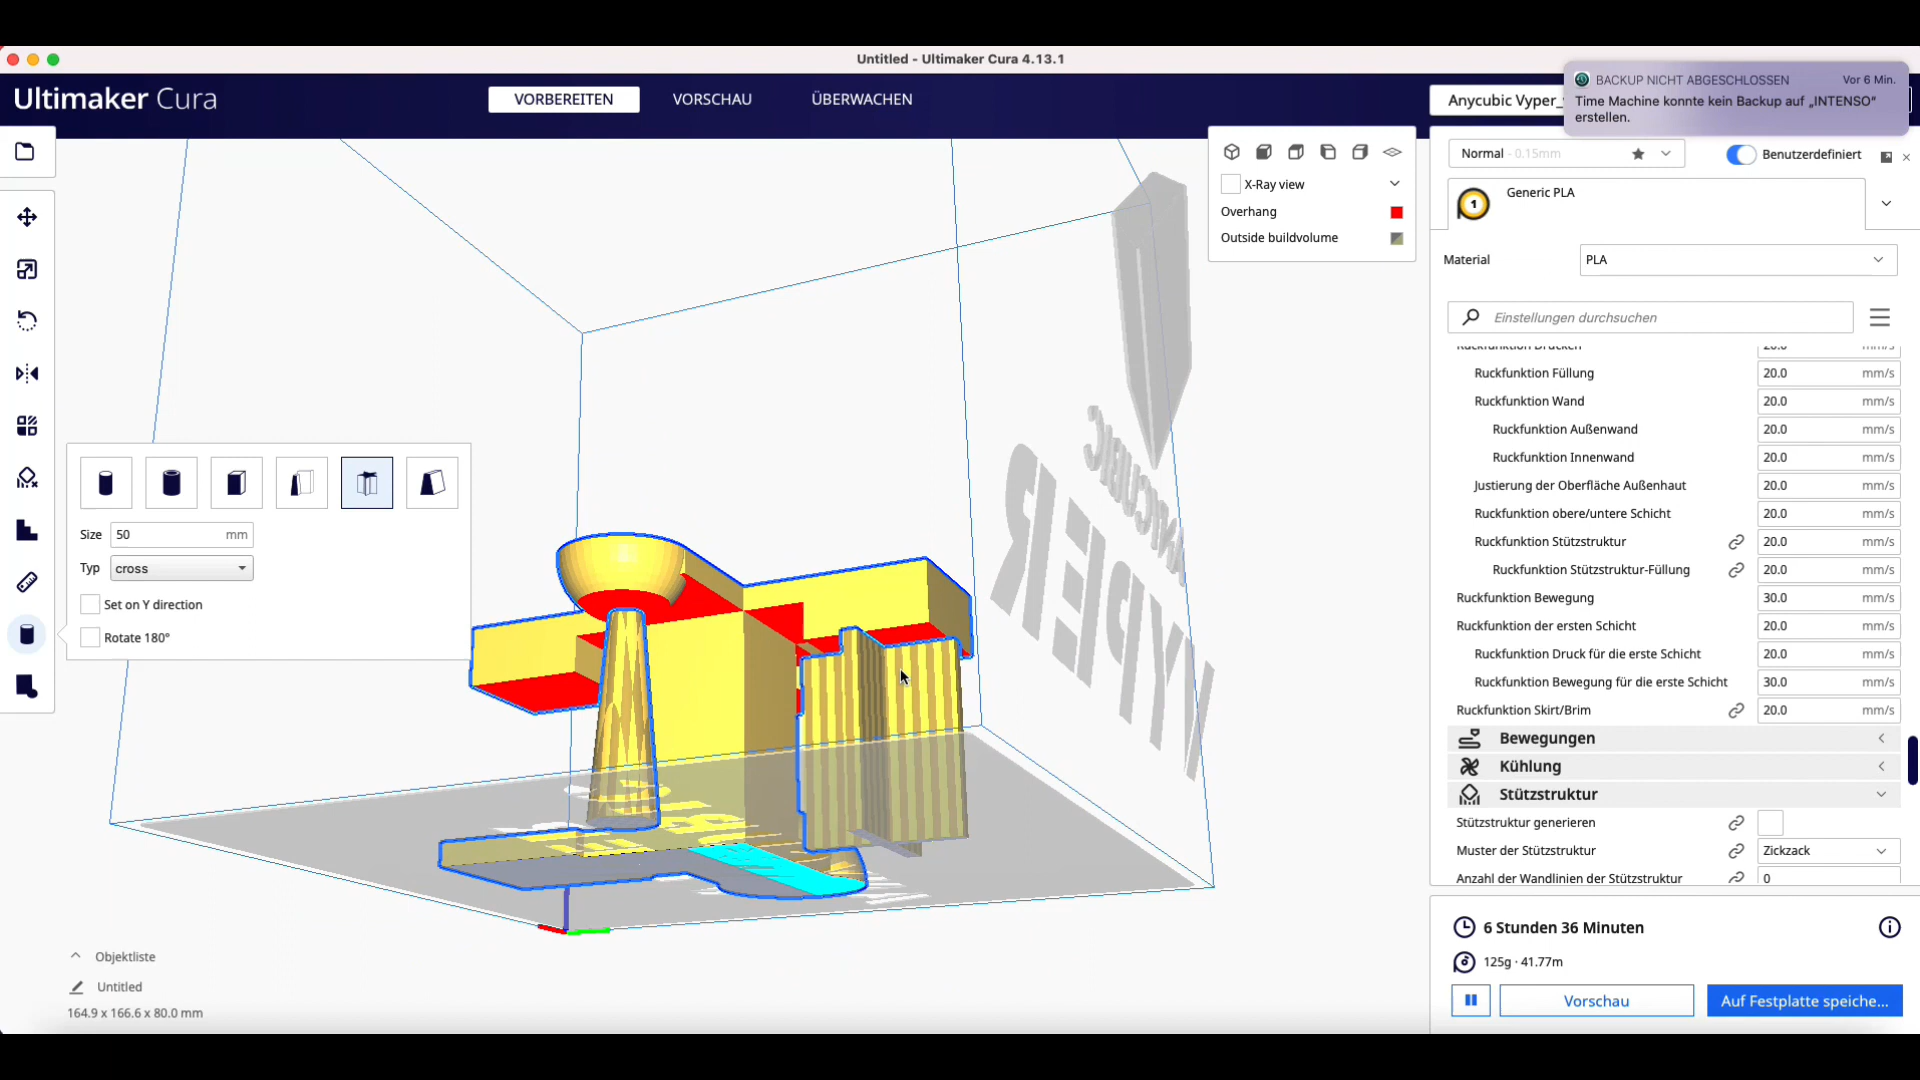 Untitled - Ultimaker Cura 4.13.1
Ultimaker Cura
VORBEREITEN
VORSCHAU
ÜBERWACHEN
Anycubic Vyper_
BACKUP NICHT ABGESCHLOSSEN
Vor 6 Min.
Time Machine konnte kein Backup auf „INTENSO“
erstellen.
X-Ray view
Overhang
Outside buildvolume
Normal - 0.15mm
Benutzerdefiniert
1
Generic PLA
Material
PLA
Einstellungen durchsuchen
Ruckfunktion Drucken 20.0 mm/s
Ruckfunktion Füllung 20.0 mm/s
Ruckfunktion Wand 20.0 mm/s
Ruckfunktion Außenwand 20.0 mm/s
Ruckfunktion Innenwand 20.0 mm/s
Justierung der Oberfläche Außenhaut 20.0 mm/s
Ruckfunktion obere/untere Schicht 20.0 mm/s
Ruckfunktion Stützstruktur 20.0 mm/s
Ruckfunktion Stützstruktur-Füllung 20.0 mm/s
Ruckfunktion Bewegung 30.0 mm/s
Ruckfunktion der ersten Schicht 20.0 mm/s
Ruckfunktion Druck für die erste Schicht 20.0 mm/s
Ruckfunktion Bewegung für die erste Schicht 30.0 mm/s
Ruckfunktion Skirt/Brim 20.0 mm/s
Bewegungen
Kühlung
Stützstruktur
Stützstruktur generieren
Muster der Stützstruktur Zickzack
Anzahl der Wandlinien der Stützstruktur 0
6 Stunden 36 Minuten
125g · 41.77m
Vorschau
Auf Festplatte speiche...
Size 50 mm
Typ cross
Set on Y direction
Rotate 180°
ANYCUBIC
VYPER
Objektliste
Untitled
164.9 x 166.6 x 80.0 mm